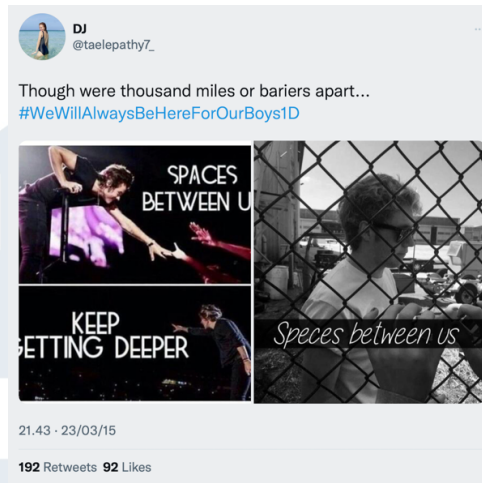 DJ
@taelepathy7_
Though were thousand miles or bariers apart...
#WeWillAlwaysBeHereForOurBoys1D
SPACES
BETWEEN U
KEEP
ETTING DEEPER
Speces between us
21.43 · 23/03/15
192 Retweets 92 Likes